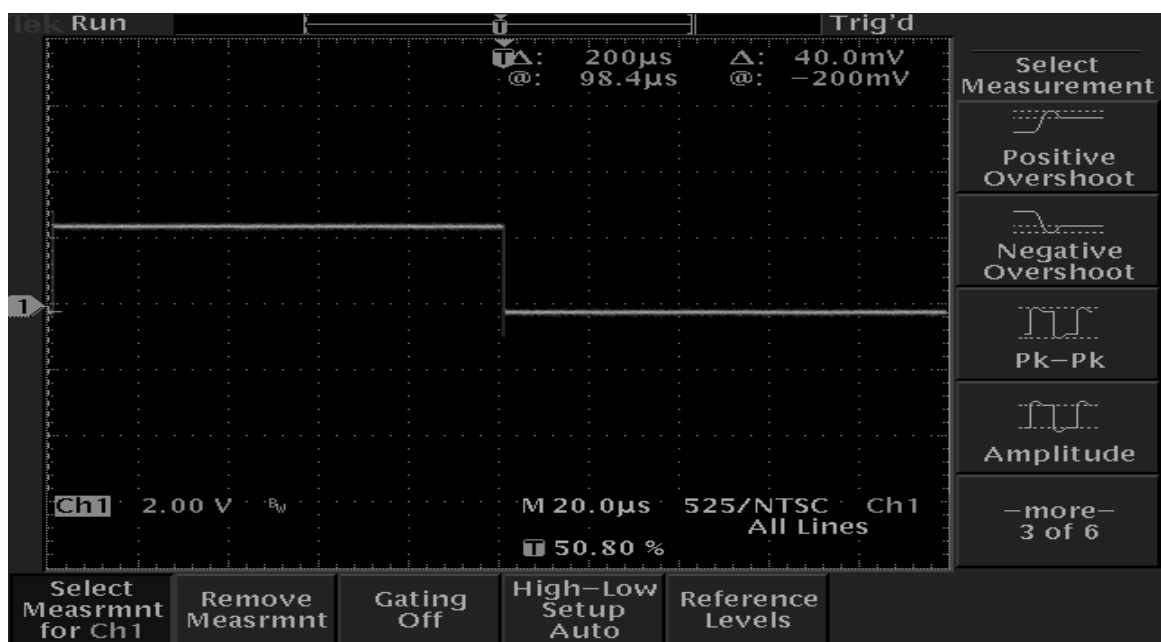 Tek Run Trig'd
T
T Δ: 200µs Δ: 40.0mV
@: 98.4µs @: −200mV
Select
Measurement
Positive
Overshoot
Negative
Overshoot
1
Pk−Pk
Amplitude
Ch1 2.00 V BW M 20.0µs 525/NTSC Ch1
All Lines
T 50.80 %
−more−
3 of 6
Select
Measrmnt
for Ch1
Remove
Measrmnt
Gating
Off
High−Low
Setup
Auto
Reference
Levels